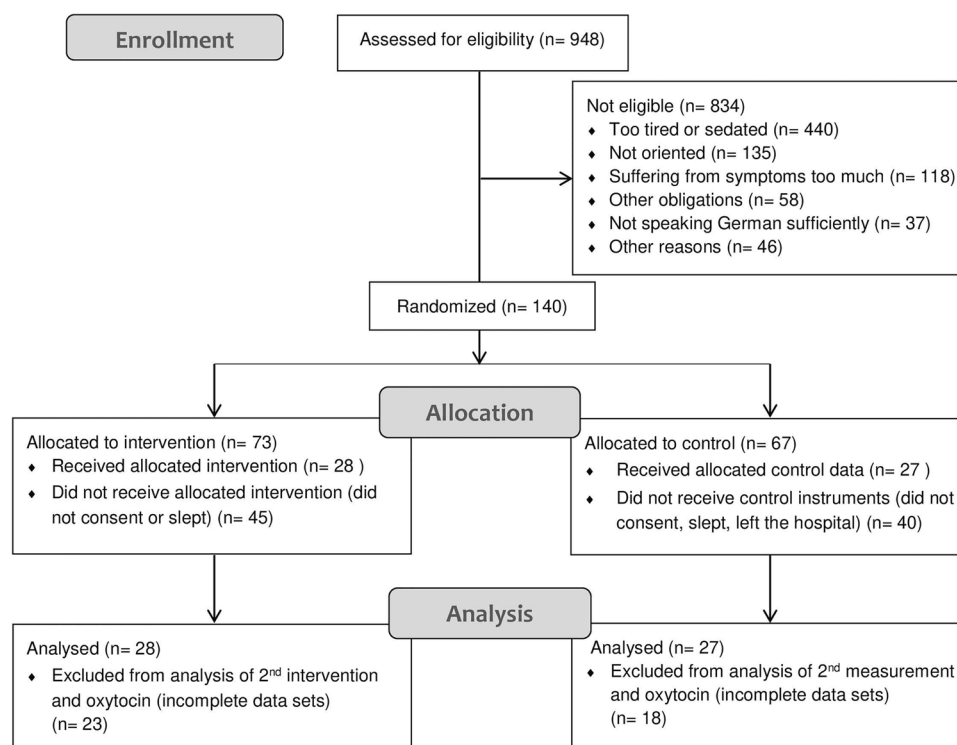 Enrollment
Assessed for eligibility (n= 948)
Not eligible (n= 834)
♦ Too tired or sedated (n= 440)
♦ Not oriented (n= 135)
♦ Suffering from symptoms too much (n= 118)
♦ Other obligations (n= 58)
♦ Not speaking German sufficiently (n= 37)
♦ Other reasons (n= 46)
Randomized (n= 140)
Allocation
Allocated to intervention (n= 73)
♦ Received allocated intervention (n= 28 )
♦ Did not receive allocated intervention (did
not consent or slept) (n= 45)
Allocated to control (n= 67)
♦ Received allocated control data (n= 27 )
♦ Did not receive control instruments (did not
consent, slept, left the hospital) (n= 40)
Analysis
Analysed (n= 28)
♦ Excluded from analysis of 2nd intervention
and oxytocin (incomplete data sets)
(n= 23)
Analysed (n= 27)
♦ Excluded from analysis of 2nd measurement
and oxytocin (incomplete data sets)
(n= 18)